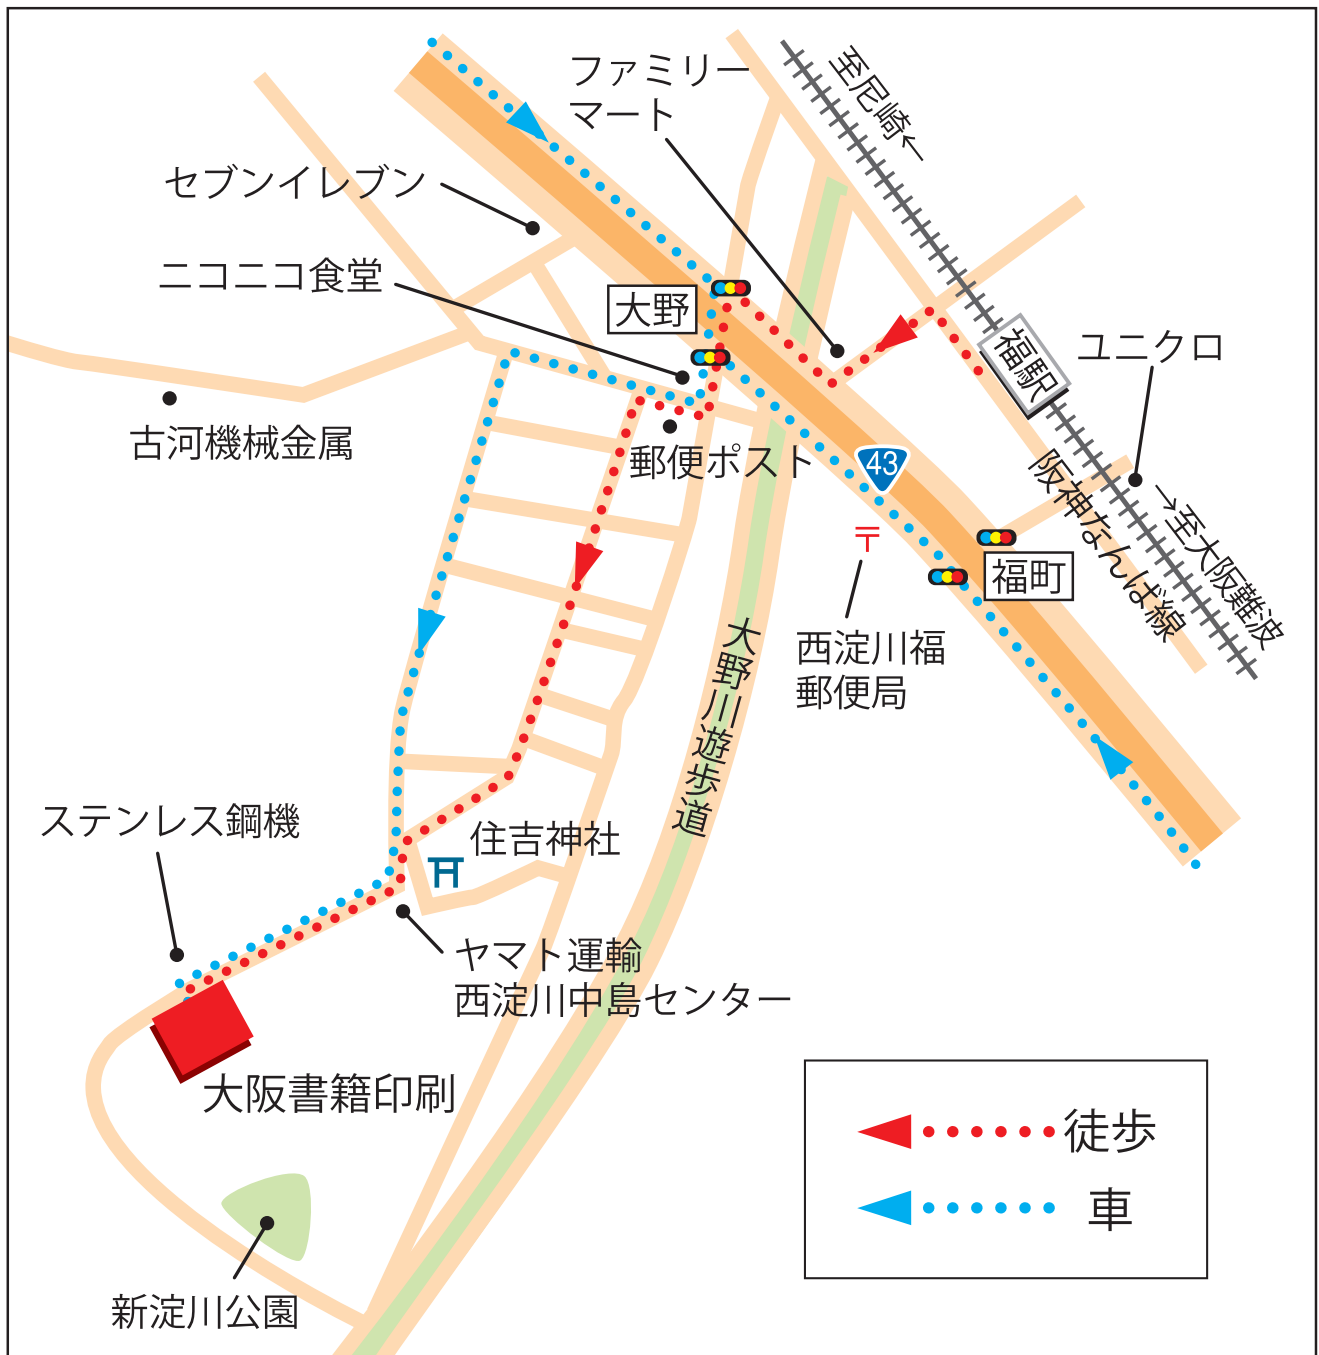 ファミリー
マート
至尼崎←
セブンイレブン
ニコニコ食堂
大野
福駅
ユニクロ
古河機械金属
郵便ポスト
43
阪神なんば線
→至大阪難波
〒
福町
西淀川福
郵便局
大野川遊歩道
ステンレス鋼機
住吉神社
ヤマト運輸
西淀川中島センター
大阪書籍印刷
徒歩
車
新淀川公園